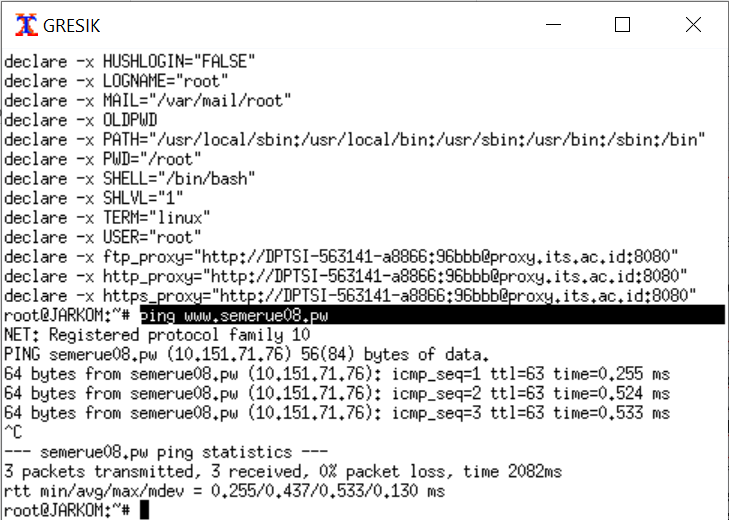 GRESIK
declare -x HUSHLOGIN="FALSE"
declare -x LOGNAME="root"
declare -x MAIL="/var/mail/root"
declare -x OLDPWD
declare -x PATH="/usr/local/sbin:/usr/local/bin:/usr/sbin:/usr/bin:/sbin:/bin"
declare -x PWD="/root"
declare -x SHELL="/bin/bash"
declare -x SHLVL="1"
declare -x TERM="linux"
declare -x USER="root"
declare -x ftp_proxy="http://DPTSI-563141-a8866:96bbb@proxy.its.ac.id:8080"
declare -x http_proxy="http://DPTSI-563141-a8866:96bbb@proxy.its.ac.id:8080"
declare -x https_proxy="http://DPTSI-563141-a8866:96bbb@proxy.its.ac.id:8080"
root@JARKOM:~# ping www.semerue08.pw
NET: Registered protocol family 10
PING semerue08.pw (10.151.71.76) 56(84) bytes of data.
64 bytes from semerue08.pw (10.151.71.76): icmp_seq=1 ttl=63 time=0.255 ms
64 bytes from semerue08.pw (10.151.71.76): icmp_seq=2 ttl=63 time=0.524 ms
64 bytes from semerue08.pw (10.151.71.76): icmp_seq=3 ttl=63 time=0.533 ms
^C
--- semerue08.pw ping statistics ---
3 packets transmitted, 3 received, 0% packet loss, time 2082ms
rtt min/avg/max/mdev = 0.255/0.437/0.533/0.130 ms
root@JARKOM:~#